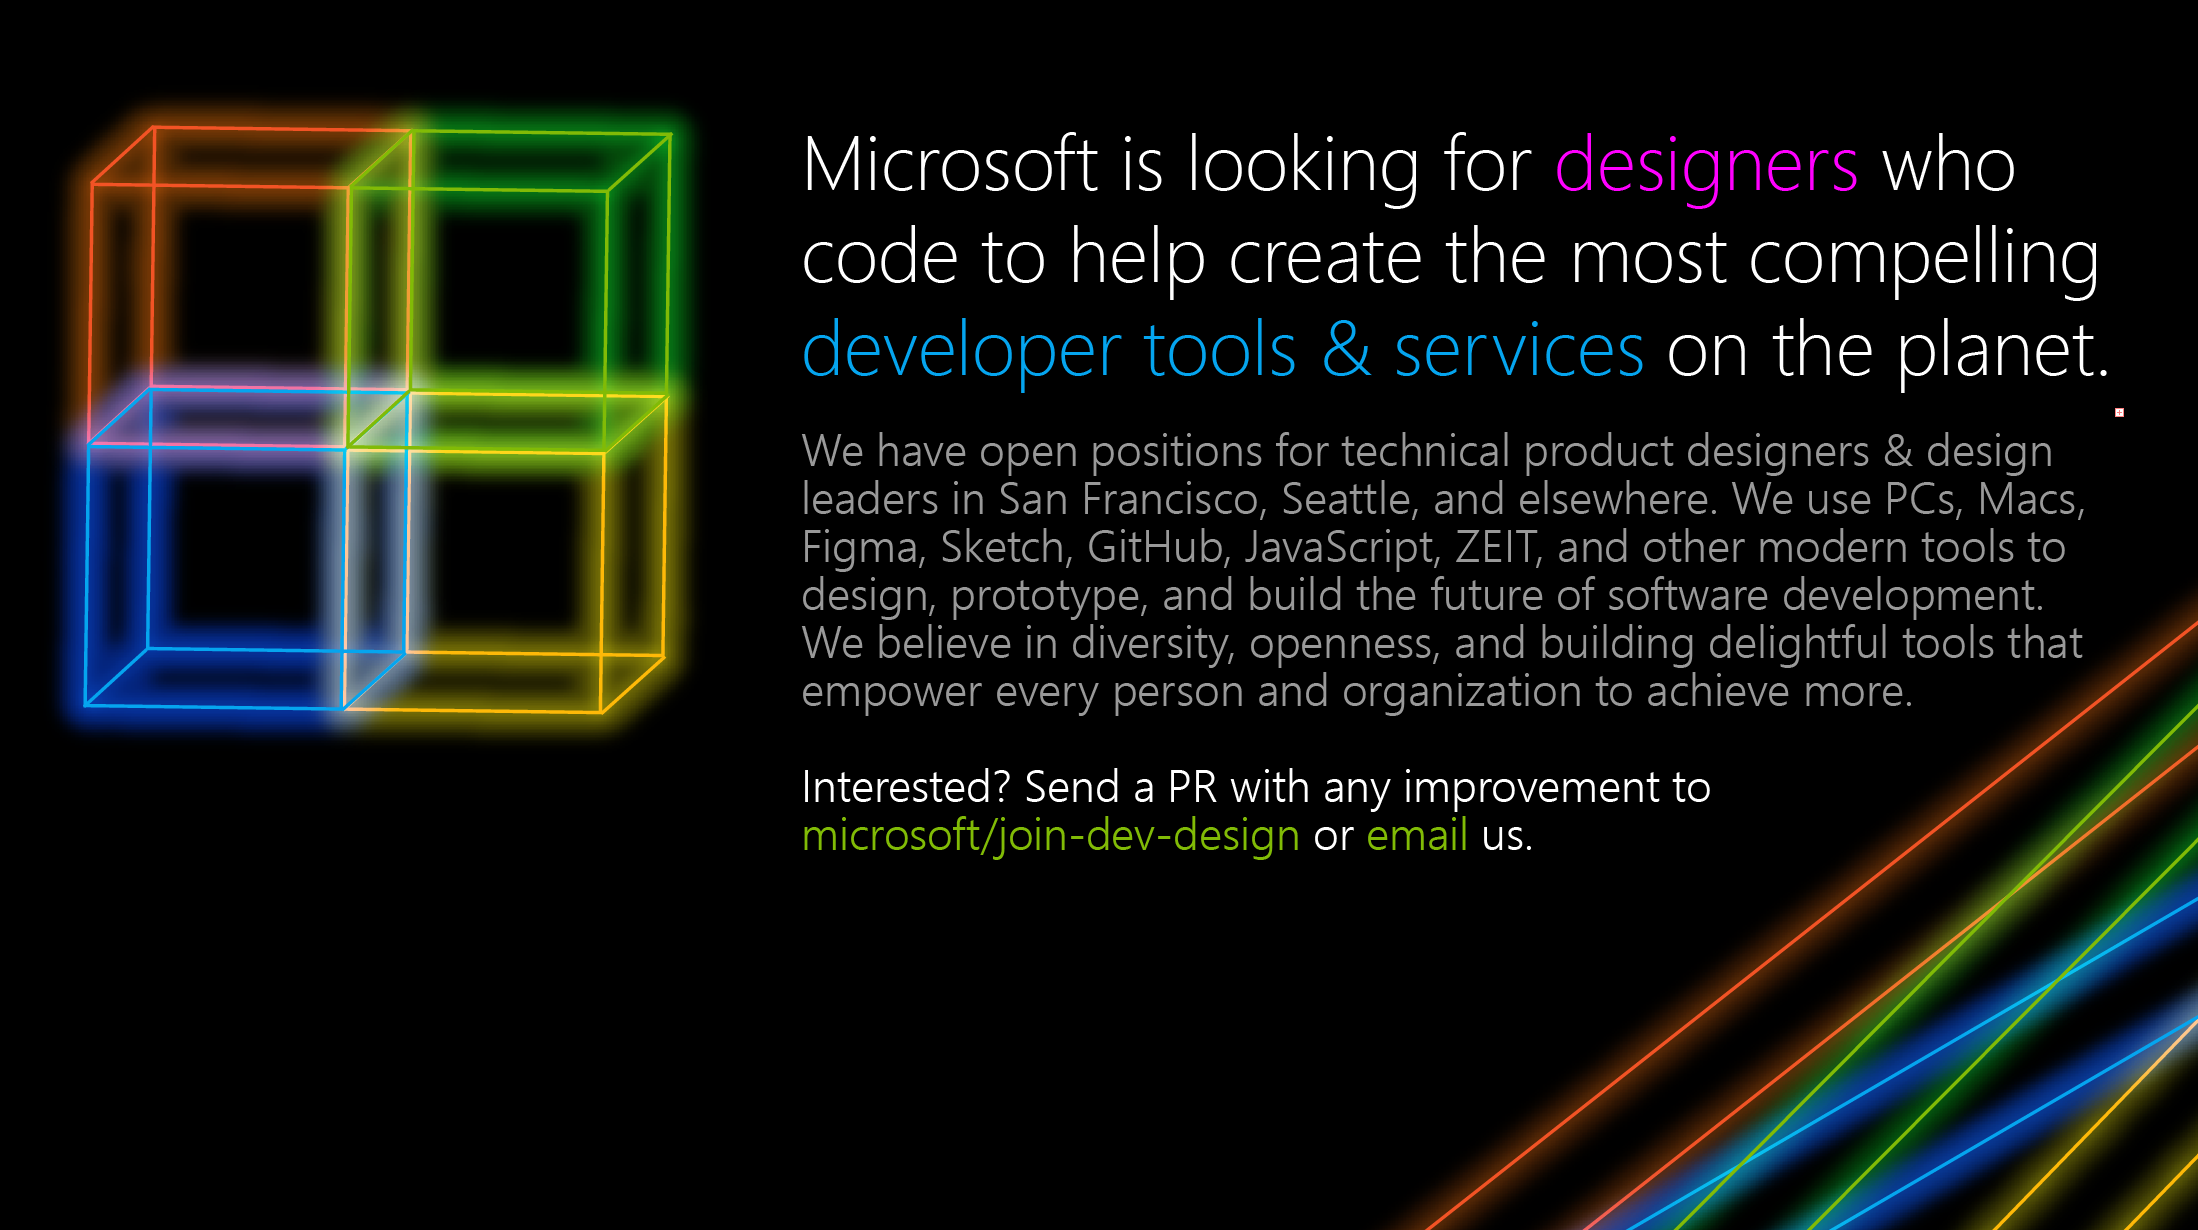 Microsoft is looking for designers who
code to help create the most compelling
developer tools & services on the planet.
We have open positions for technical product designers & design
leaders in San Francisco, Seattle, and elsewhere. We use PCs, Macs,
Figma, Sketch, GitHub, JavaScript, ZEIT, and other modern tools to
design, prototype, and build the future of software development.
We believe in diversity, openness, and building delightful tools that
empower every person and organization to achieve more.
Interested? Send a PR with any improvement to
microsoft/join-dev-design or email us.